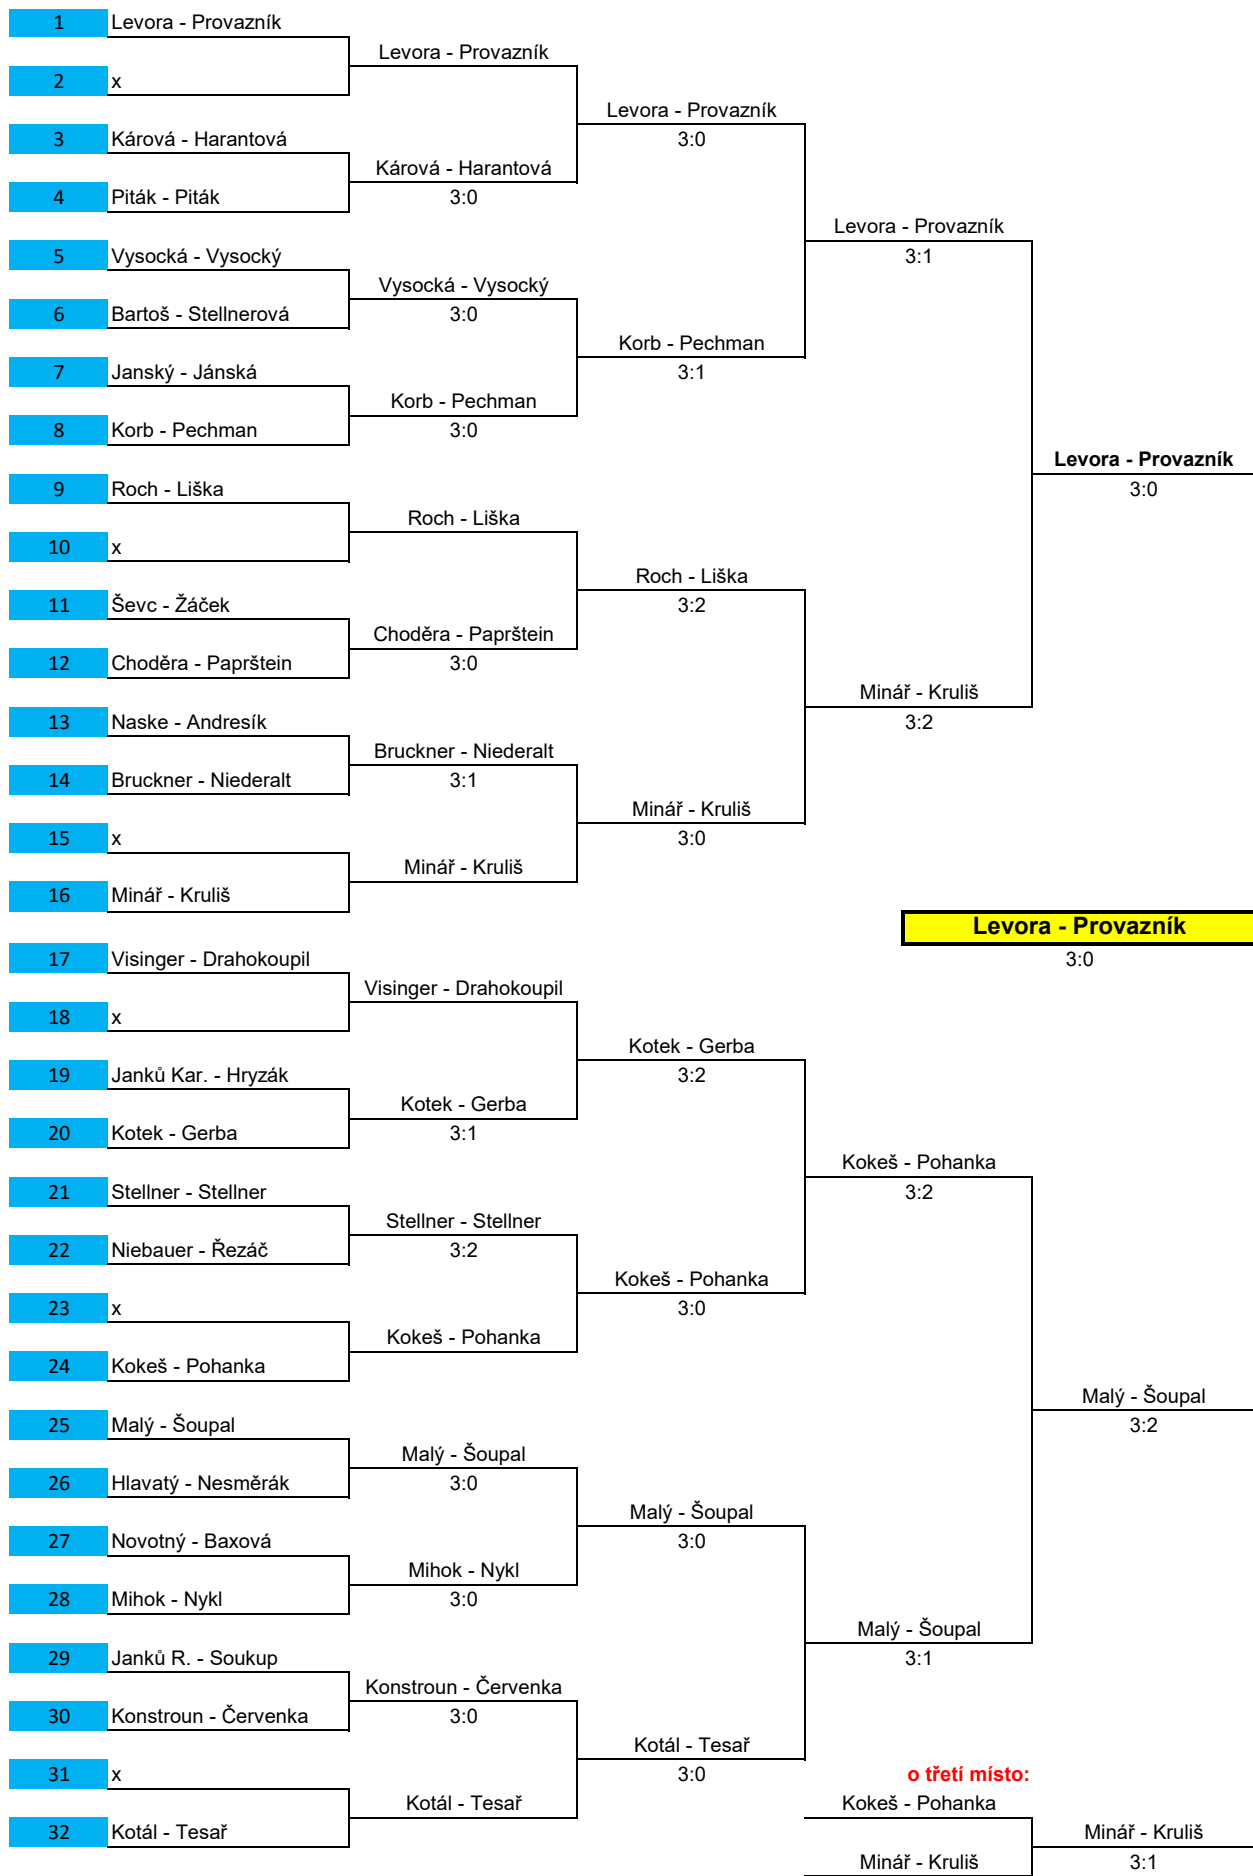 1 Levora - Provazník
Levora - Provazník
2 x
Levora - Provazník
3 Kárová - Harantová
3:0
Kárová - Harantová
4 Piták - Piták
3:0
Levora - Provazník
5 Vysocká - Vysocký
3:1
Vysocká - Vysocký
6 Bartoš - Stellnerová
3:0
Korb - Pechman
7 Janský - Jánská
3:1
Korb - Pechman
8 Korb - Pechman
3:0
Levora - Provazník
9 Roch - Liška
3:0
Roch - Liška
10 x
Roch - Liška
11 Ševc - Žáček
3:2
Choděra - Paprštein
12 Choděra - Paprštein
3:0
Minář - Kruliš
13 Naske - Andresík
3:2
Bruckner - Niederalt
14 Bruckner - Niederalt
3:1
Minář - Kruliš
15 x
3:0
Minář - Kruliš
16 Minář - Kruliš
Levora - Provazník
17 Visinger - Drahokoupil
3:0
Visinger - Drahokoupil
18 x
Kotek - Gerba
19 Janků Kar. - Hryzák
3:2
Kotek - Gerba
20 Kotek - Gerba
3:1
Kokeš - Pohanka
21 Stellner - Stellner
3:2
Stellner - Stellner
22 Niebauer - Řezáč
3:2
Kokeš - Pohanka
23 x
3:0
Kokeš - Pohanka
24 Kokeš - Pohanka
Malý - Šoupal
25 Malý - Šoupal
3:2
Malý - Šoupal
26 Hlavatý - Nesměrák
3:0
Malý - Šoupal
27 Novotný - Baxová
3:0
Mihok - Nykl
28 Mihok - Nykl
3:0
Malý - Šoupal
29 Janků R. - Soukup
3:1
Konstroun - Červenka
30 Konstroun - Červenka
3:0
Kotál - Tesař
31 x
3:0
o třetí místo:
Kotál - Tesař
Kokeš - Pohanka
32 Kotál - Tesař
Minář - Kruliš
Minář - Kruliš
3:1